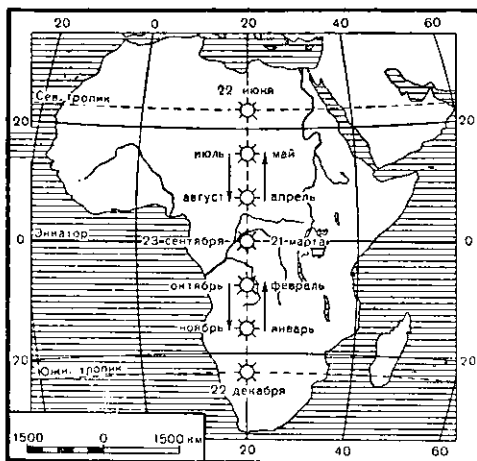 20 0 20 40 60
22 июня
Сев. тропик
20 20
июль май
август апрель
Экватор 23 сентября 21 марта
0 0
октябрь февраль
ноябрь январь
20 20
Южн. тропик
22 декабря
1500 0 1500 км
20 0 20 40 60